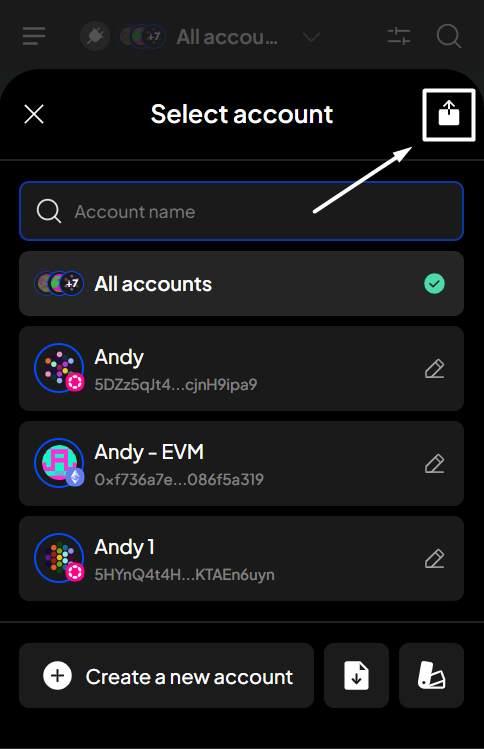 +7 All accou...
Select account
Account name
+7 All accounts
Andy
5DZz5qJt4...cjnH9ipa9
Andy - EVM
0xf736a7e...086f5a319
Andy 1
5HYnQ4t4H...KTAEn6uyn
Create a new account